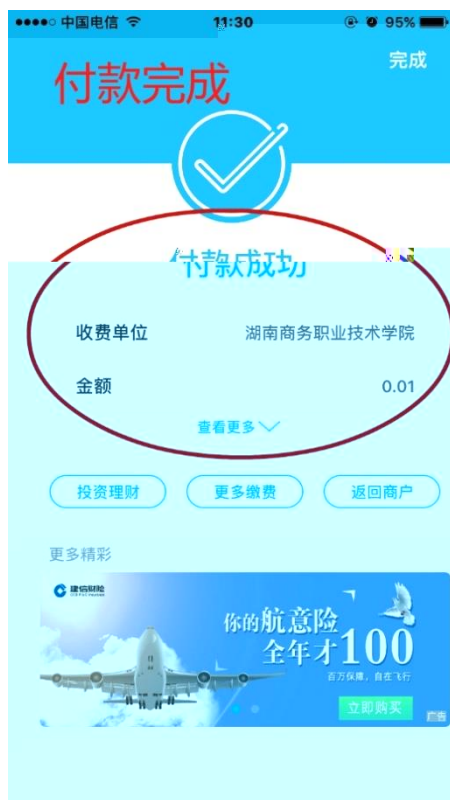 中国电信 11:30 95%
完成
付款完成
付款成功
收费单位 湖南商务职业技术学院
金额 0.01
查看更多
投资理财 更多缴费 返回商户
更多精彩
建信财险
你的航意险
全年才100
百万保障，自在飞行
立即购买
广告